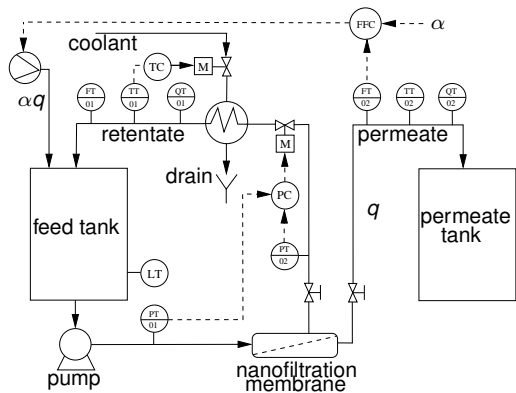 FFC
α
coolant
TC
M
αq
FT
01
TT
01
QT
01
FT
02
TT
02
QT
02
retentate
permeate
M
drain
PC
q
feed tank
permeate
tank
PT
02
LT
PT
01
pump
nanofiltration
membrane